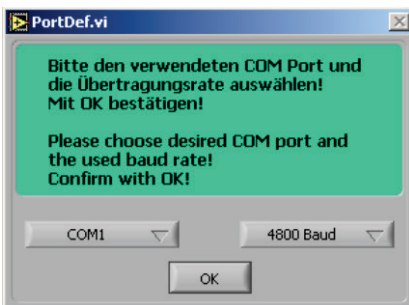 PortDef.vi
Bitte den verwendeten COM Port und
die Übertragungsrate auswählen!
Mit OK bestätigen!
Please choose desired COM port and
the used baud rate!
Confirm with OK!
COM1
4800 Baud
OK